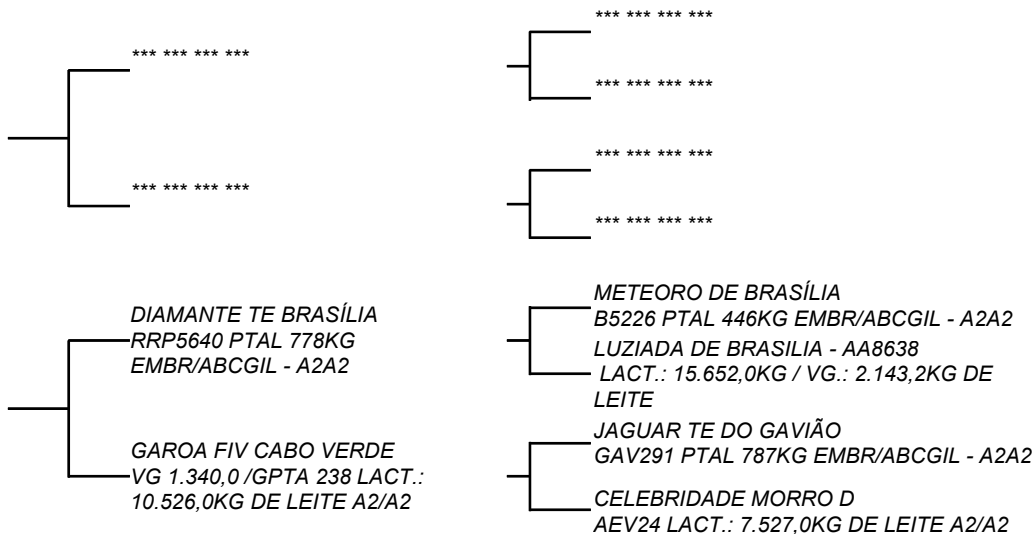 *** *** *** ***
*** *** *** ***
*** *** *** ***
*** *** *** ***
*** *** *** ***
*** *** *** ***
DIAMANTE TE BRASÍLIA
RRP5640 PTAL 778KG
EMBR/ABCGIL - A2A2
GAROA FIV CABO VERDE
VG 1.340,0 /GPTA 238 LACT.:
10.526,0KG DE LEITE A2/A2
METEORO DE BRASÍLIA
B5226 PTAL 446KG EMBR/ABCGIL - A2A2
LUZIADA DE BRASILIA - AA8638
LACT.: 15.652,0KG / VG.: 2.143,2KG DE
LEITE
JAGUAR TE DO GAVIÃO
GAV291 PTAL 787KG EMBR/ABCGIL - A2A2
CELEBRIDADE MORRO D
AEV24 LACT.: 7.527,0KG DE LEITE A2/A2